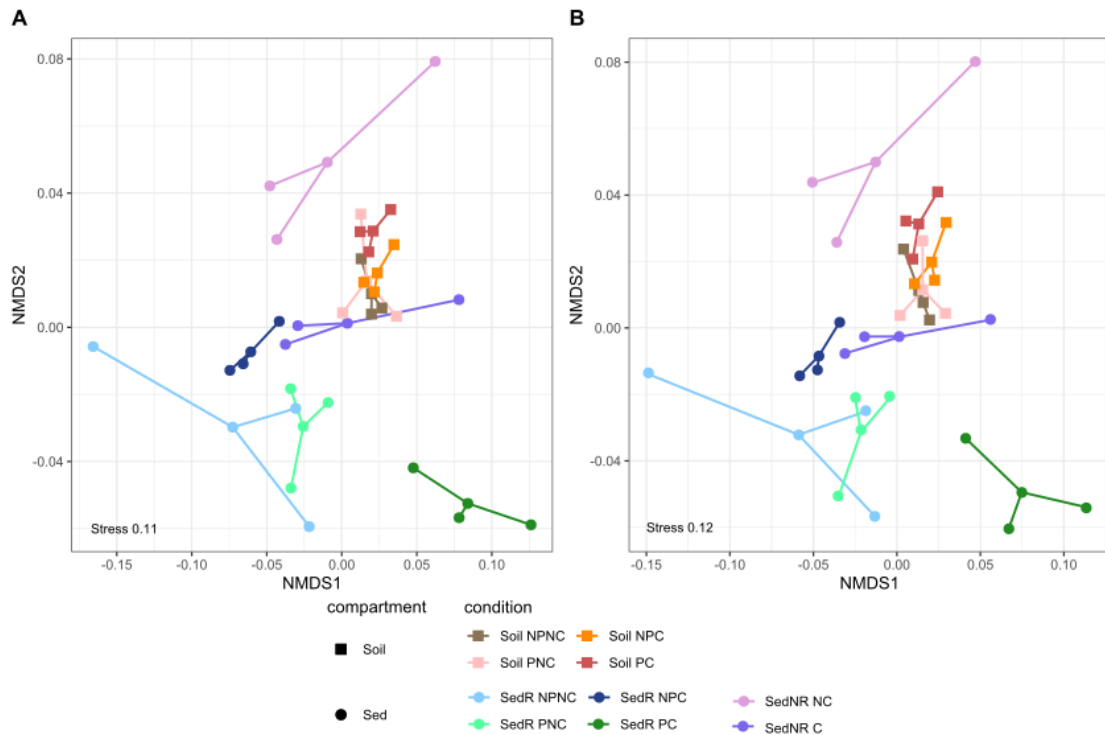 A
B
0.08
0.04
0.00
-0.04
NMDS2
Stress 0.11
-0.15 -0.10 -0.05 0.00 0.05 0.10
NMDS1
0.08
0.04
0.00
-0.04
NMDS2
Stress 0.12
-0.15 -0.10 -0.05 0.00 0.05 0.10
NMDS1
compartment
Soil
Sed
condition
Soil NPNC Soil NPC
Soil PNC Soil PC
SedR NPNC SedR NPC SedNR NC
SedR PNC SedR PC SedNR C